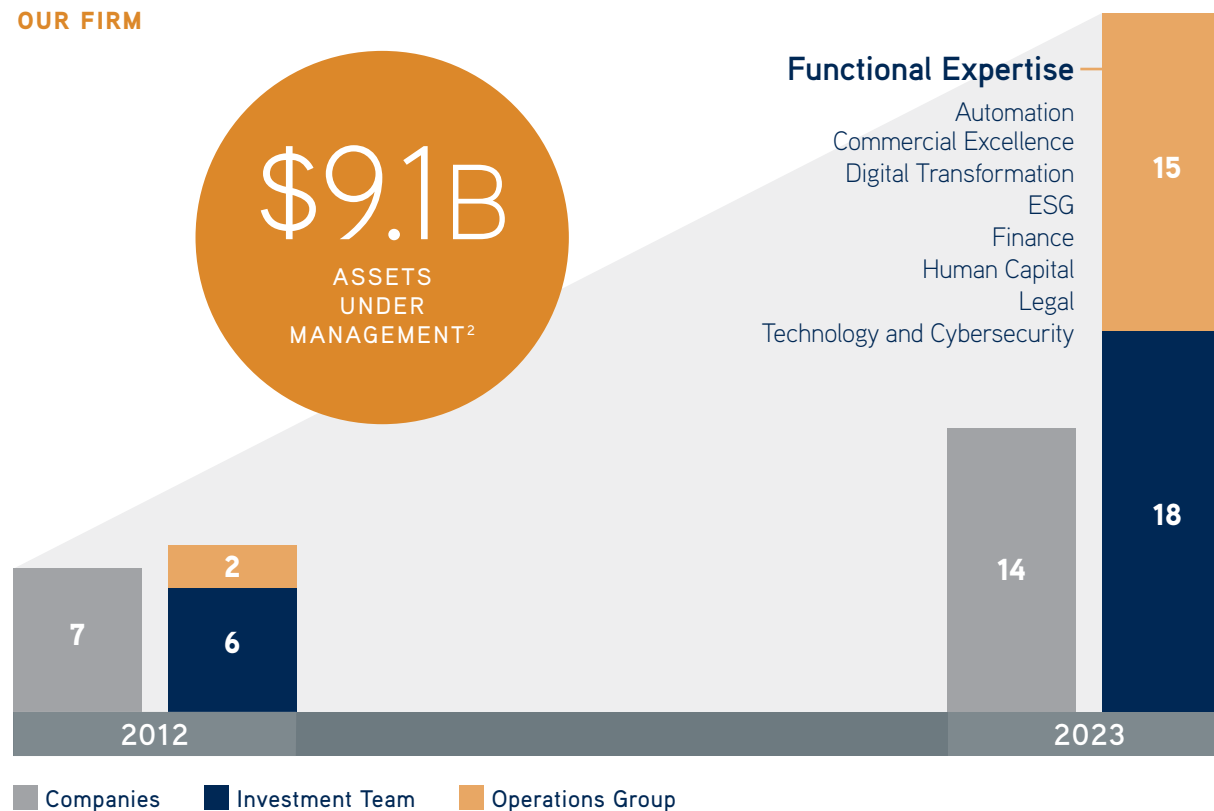 OUR FIRM
$9.1B
ASSETS
UNDER
MANAGEMENT²
Functional Expertise
Automation
Commercial Excellence
Digital Transformation
ESG
Finance
Human Capital
Legal
Technology and Cybersecurity
7
2
6
14
15
18
2012
2023
Companies
Investment Team
Operations Group